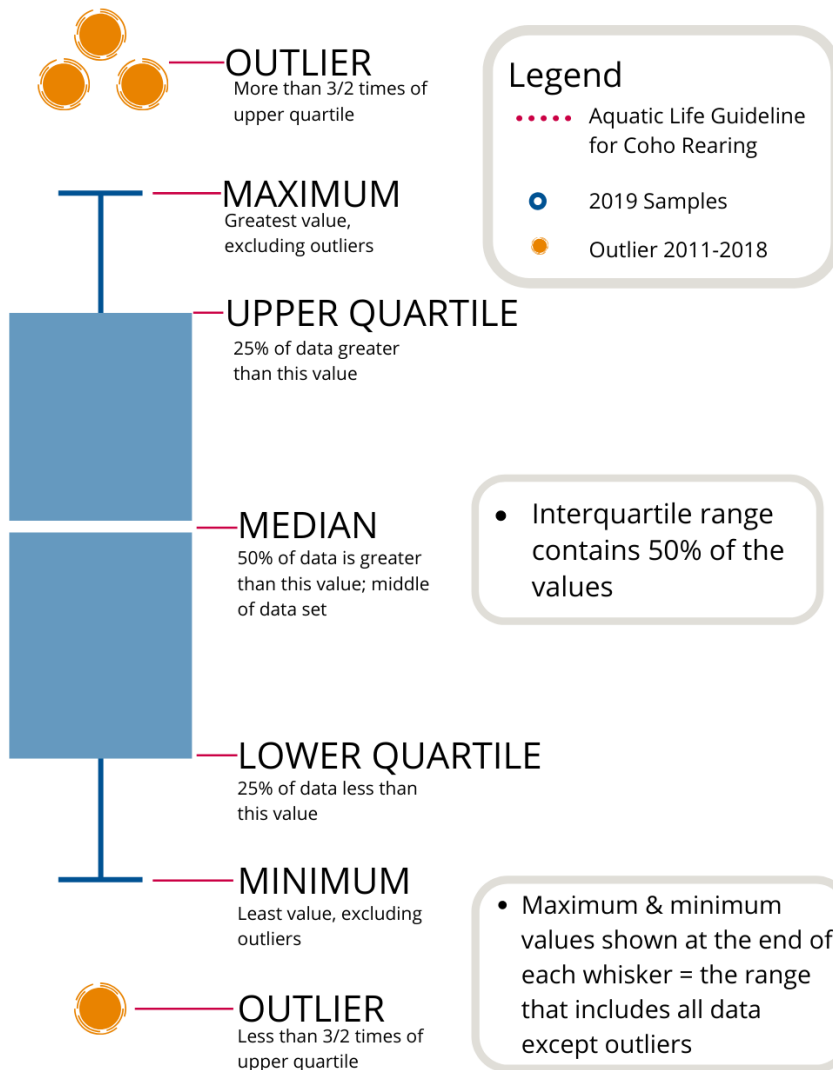 OUTLIER
More than 3/2 times of
upper quartile
Legend
Aquatic Life Guideline
for Coho Rearing
2019 Samples
Outlier 2011-2018
MAXIMUM
Greatest value,
excluding outliers
UPPER QUARTILE
25% of data greater
than this value
MEDIAN
50% of data is greater
than this value; middle
of data set
• Interquartile range
contains 50% of the
values
LOWER QUARTILE
25% of data less than
this value
MINIMUM
Least value, excluding
outliers
• Maximum & minimum
values shown at the end of
each whisker = the range
that includes all data
except outliers
OUTLIER
Less than 3/2 times of
upper quartile